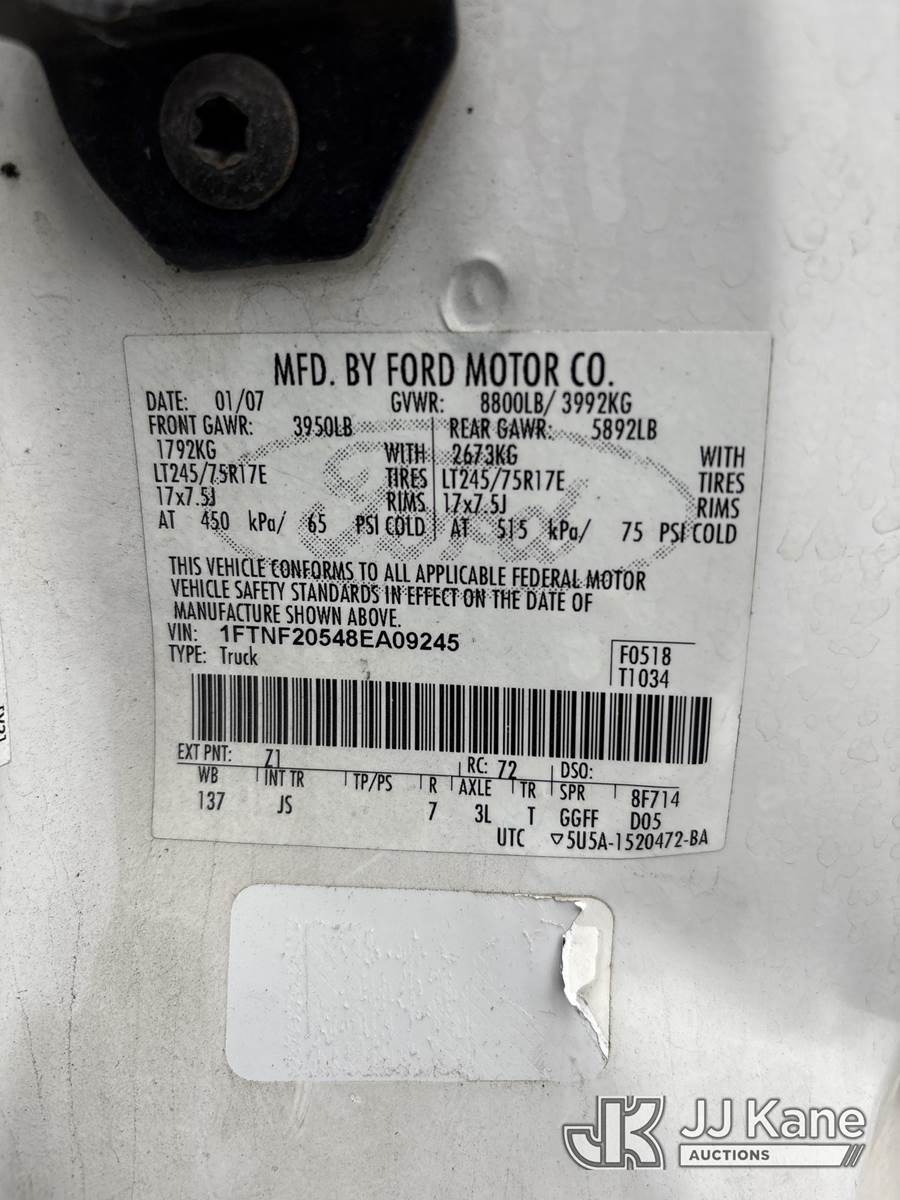 MFD. BY FORD MOTOR CO.
DATE: 01/07 GVWR: 8800LB/ 3992KG
FRONT GAWR: 3950LB REAR GAWR: 5892LB
1792KG WITH 2673KG WITH
LT245/75R17E TIRES LT245/75R17E TIRES
17x7.5J RIMS 17x7.5J RIMS
AT 450 kPa/ 65 PSI COLD AT 515 kPa/ 75 PSI COLD
Ford
THIS VEHICLE CONFORMS TO ALL APPLICABLE FEDERAL MOTOR
VEHICLE SAFETY STANDARDS IN EFFECT ON THE DATE OF
MANUFACTURE SHOWN ABOVE.
VIN: 1FTNF20548EA09245
TYPE: Truck
F0518
T1034
EXT PNT: Z1 RC: 72 DSO:
WB INT TR TP/PS R AXLE TR SPR 8F714
137 JS 7 3L T GGFF D05
UTC ▽5U5A-1520472-BA
JK JJ Kane
AUCTIONS